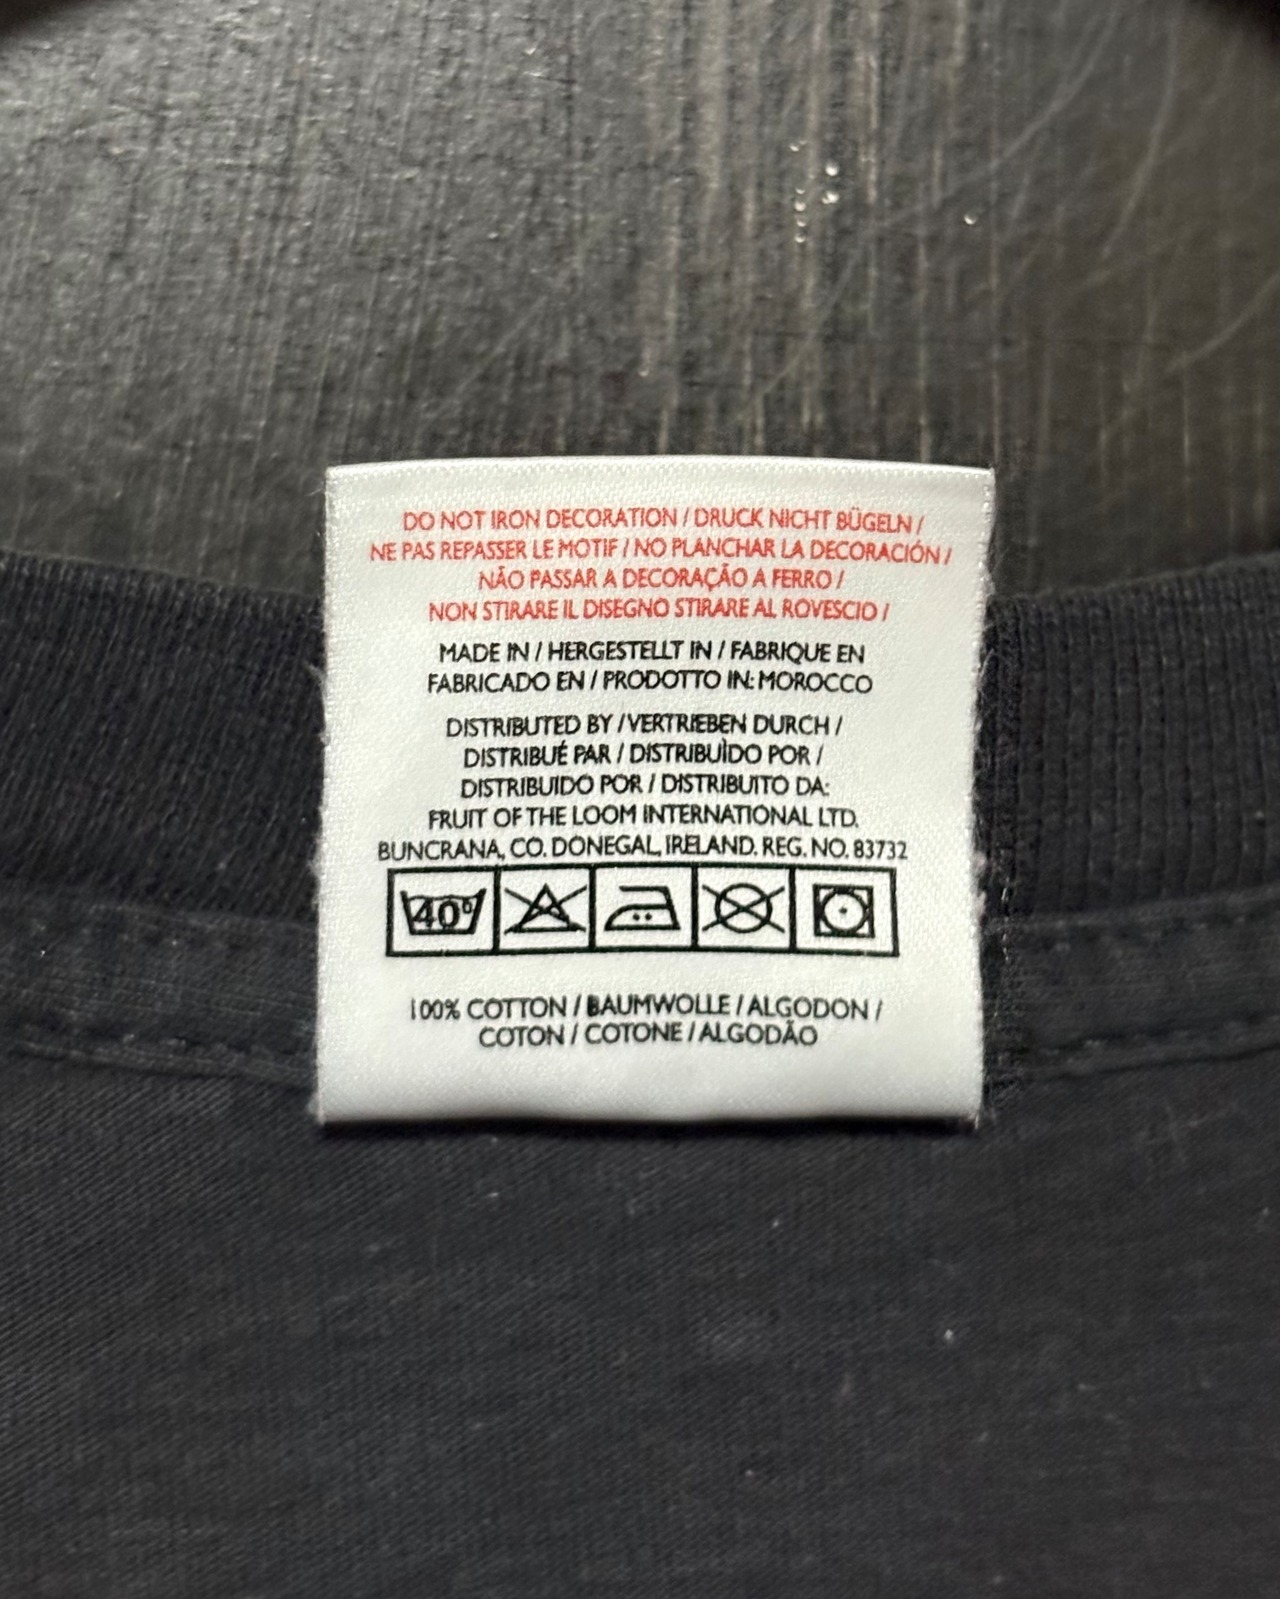 DO NOT IRON DECORATION / DRUCK NICHT BÜGELN /
NE PAS REPASSER LE MOTIF / NO PLANCHAR LA DECORACIÓN /
NÃO PASSAR A DECORAÇÃO A FERRO /
NON STIRARE IL DISEGNO STIRARE AL ROVESCIO /
MADE IN / HERGESTELLT IN / FABRIQUE EN
FABRICADO EN / PRODOTTO IN: MOROCCO
DISTRIBUTED BY / VERTRIEBEN DURCH /
DISTRIBUÉ PAR / DISTRIBUÌDO POR /
DISTRIBUIDO POR / DISTRIBUITO DA:
FRUIT OF THE LOOM INTERNATIONAL LTD.
BUNCRANA, CO. DONEGAL, IRELAND. REG. NO. 83732
40°
100% COTTON / BAUMWOLLE / ALGODON /
COTON / COTONE / ALGODÃO